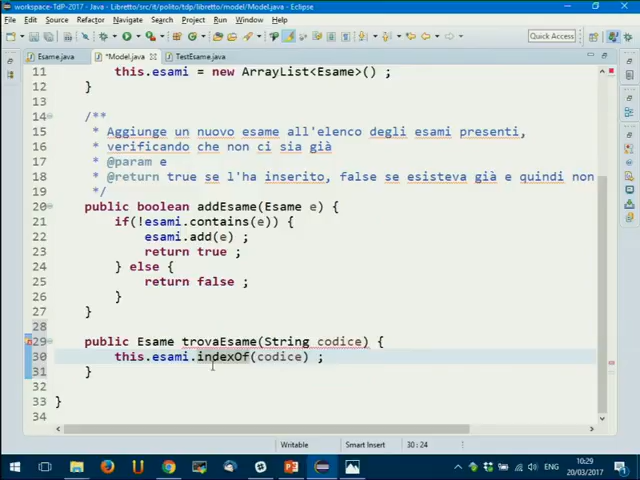 workspace-TdP-2017 - Java - Libretto/src/it/polito/tdp/libretto/model/Model.java - Eclipse
File Edit Source Refactor Navigate Search Project Run Window Help
Quick Access
Esame.java *Model.java TestEsame.java
11 this.esami = new ArrayList<Esame>() ;
12 }
13
14 /**
15 * Aggiunge un nuovo esame all'elenco degli esami presenti,
16 * verificando che non ci sia già
17 * @param e
18 * @return true se l'ha inserito, false se esisteva già e quindi non
19 */
20 public boolean addEsame(Esame e) {
21 if(!esami.contains(e)) {
22 esami.add(e) ;
23 return true ;
24 } else {
25 return false ;
26 }
27 }
28
29 public Esame trovaEsame(String codice) {
30 this.esami.indexOf(codice) ;
31 }
32
33 }
34
Writable Smart Insert 30 : 24
ENG 10:29
20/03/2017